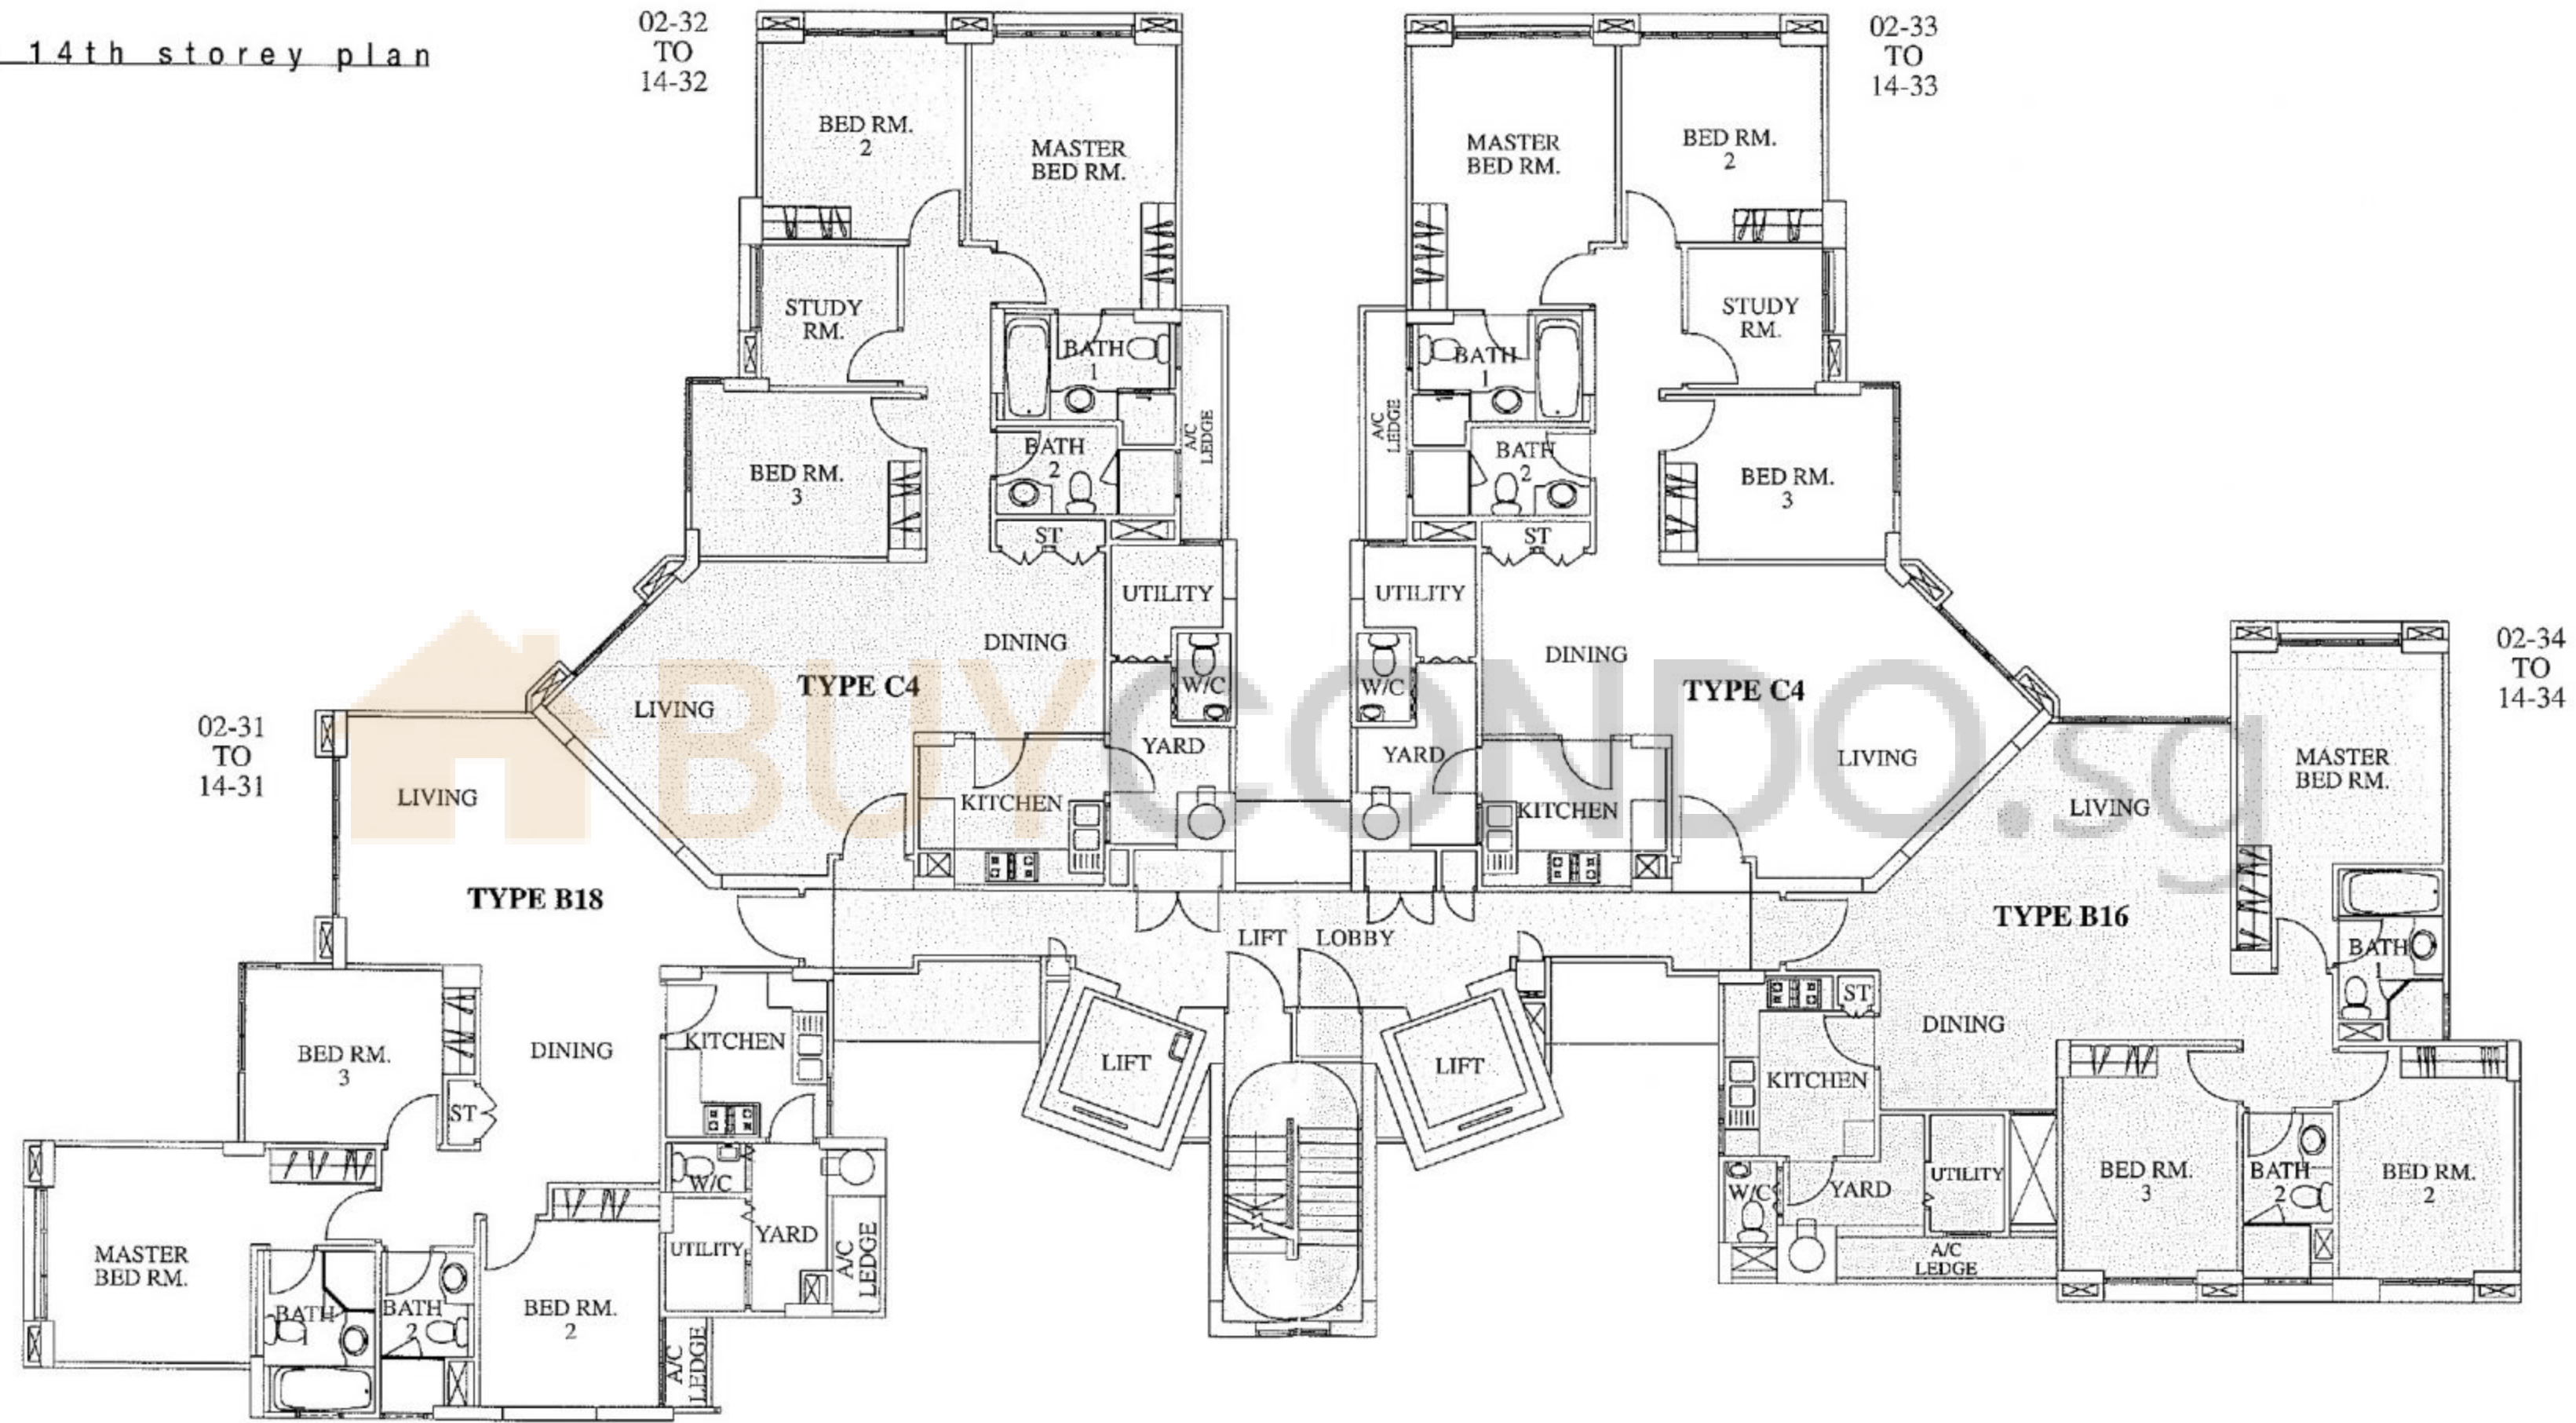 14th storey plan
02-32
TO
14-32
02-33
TO
14-33
BED RM.
2
MASTER
BED RM.
STUDY
RM.
BATH
1
BED RM.
3
BATH
2
A/C
LEDGE
ST
UTILITY
DINING
TYPE C4
LIVING
W/C
YARD
KITCHEN
MASTER
BED RM.
BED RM.
2
STUDY
RM.
BATH
1
A/C
LEDGE
BATH
2
BED RM.
3
ST
UTILITY
DINING
TYPE C4
W/C
YARD
LIVING
KITCHEN
BUYCONDO.sg
02-31
TO
14-31
LIVING
TYPE B18
BED RM.
3
DINING
KITCHEN
ST
W/C
MASTER
BED RM.
UTILITY
YARD
A/C
LEDGE
BATH
1
BATH
2
BED RM.
2
A/C
LEDGE
LIFT LOBBY
LIFT
LIFT
02-34
TO
14-34
MASTER
BED RM.
LIVING
TYPE B16
BATH
1
ST
DINING
KITCHEN
W/C
YARD
UTILITY
BED RM.
3
BATH
2
BED RM.
2
A/C
LEDGE